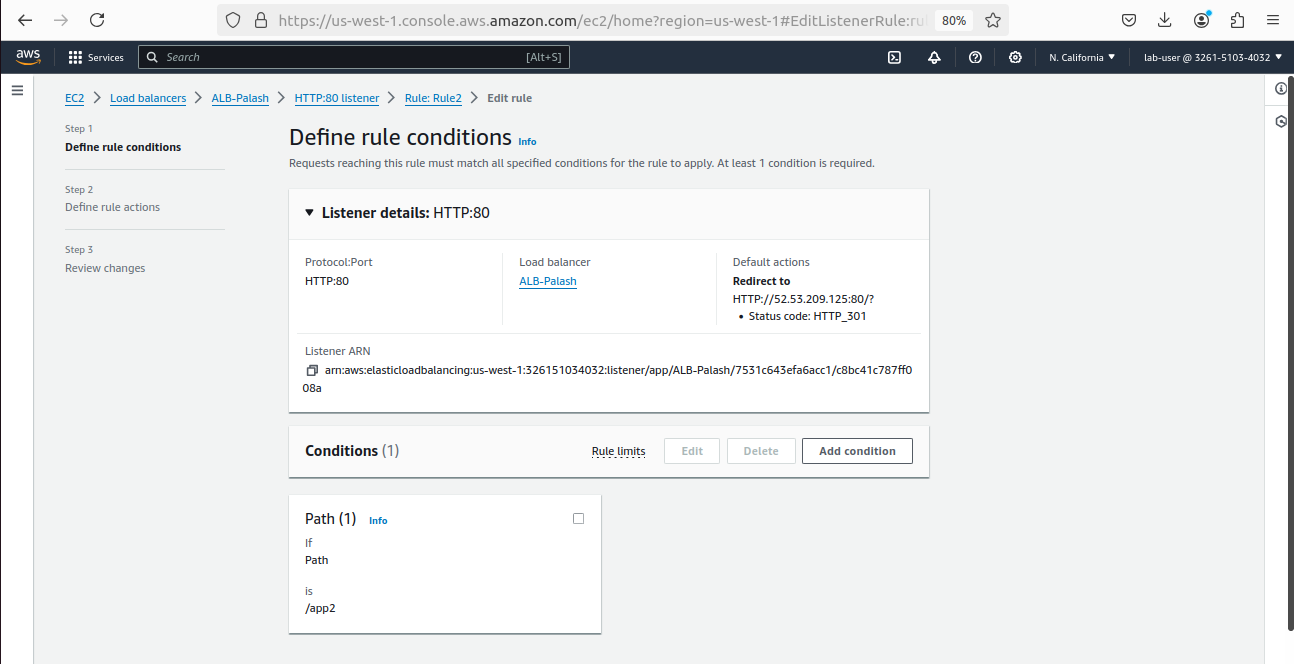 https://us-west-1.console.aws.amazon.com/ec2/home?region=us-west-1#EditListenerRule:ru
80%
aws
Services
Search
[Alt+S]
N. California
lab-user @ 3261-5103-4032
EC2 > Load balancers > ALB-Palash > HTTP:80 listener > Rule: Rule2 > Edit rule
Step 1
Define rule conditions
Step 2
Define rule actions
Step 3
Review changes
Define rule conditions Info
Requests reaching this rule must match all specified conditions for the rule to apply. At least 1 condition is required.
Listener details: HTTP:80
Protocol:Port
HTTP:80
Load balancer
ALB-Palash
Default actions
Redirect to
HTTP://52.53.209.125:80/?
• Status code: HTTP_301
Listener ARN
arn:aws:elasticloadbalancing:us-west-1:326151034032:listener/app/ALB-Palash/7531c643efa6acc1/c8bc41c787ff0
08a
Conditions (1)
Rule limits
Edit
Delete
Add condition
Path (1) Info
If
Path
is
/app2